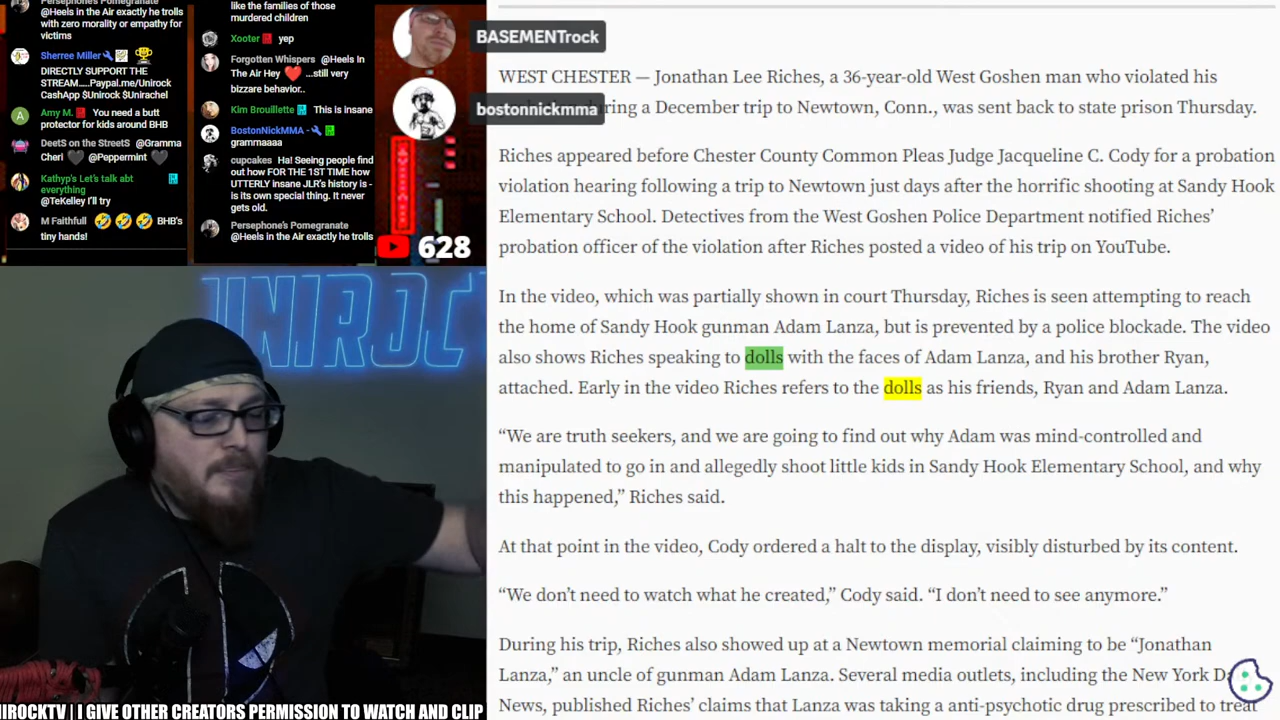 Persephone's Pomegranate
@Heels in the Air exactly he trolls
with zero morality or empathy for
victims
Sherree Miller
DIRECTLY SUPPORT THE
STREAM.....Paypal.me/Unirock
CashApp $Unirock $Unirachel
Amy M. You need a butt
protector for kids around BHB
DeetS on the StreetS @Gramma
Cheri @Peppermint
Kathyp's Let's talk abt
everything
@TeKelley I'll try
M Faithfull BHB's
tiny hands!
like the families of those
murdered children
Xooter yep
Forgotten Whispers @Heels In
The Air Hey ...still very
bizzare behavior..
Kim Brouillette This is insane
BostonNickMMA -
grammaaaa
cupcakes Ha! Seeing people find
out how FOR THE 1ST TIME how
UTTERLY insane JLR's history is -
is its own special thing. It never
gets old.
Persephone's Pomegranate
@Heels in the Air exactly he trolls
BASEMENTrock
bostonnickmma
628
UNIROC
WEST CHESTER — Jonathan Lee Riches, a 36-year-old West Goshen man who violated his
ring a December trip to Newtown, Conn., was sent back to state prison Thursday.
Riches appeared before Chester County Common Pleas Judge Jacqueline C. Cody for a probation
violation hearing following a trip to Newtown just days after the horrific shooting at Sandy Hook
Elementary School. Detectives from the West Goshen Police Department notified Riches'
probation officer of the violation after Riches posted a video of his trip on YouTube.
In the video, which was partially shown in court Thursday, Riches is seen attempting to reach
the home of Sandy Hook gunman Adam Lanza, but is prevented by a police blockade. The video
also shows Riches speaking to dolls with the faces of Adam Lanza, and his brother Ryan,
attached. Early in the video Riches refers to the dolls as his friends, Ryan and Adam Lanza.
“We are truth seekers, and we are going to find out why Adam was mind-controlled and
manipulated to go in and allegedly shoot little kids in Sandy Hook Elementary School, and why
this happened,” Riches said.
At that point in the video, Cody ordered a halt to the display, visibly disturbed by its content.
“We don't need to watch what he created,” Cody said. “I don't need to see anymore.”
During his trip, Riches also showed up at a Newtown memorial claiming to be “Jonathan
Lanza,” an uncle of gunman Adam Lanza. Several media outlets, including the New York Da
News, published Riches' claims that Lanza was taking a anti-psychotic drug prescribed to treat
NIROCKTV | I GIVE OTHER CREATORS PERMISSION TO WATCH AND CLIP